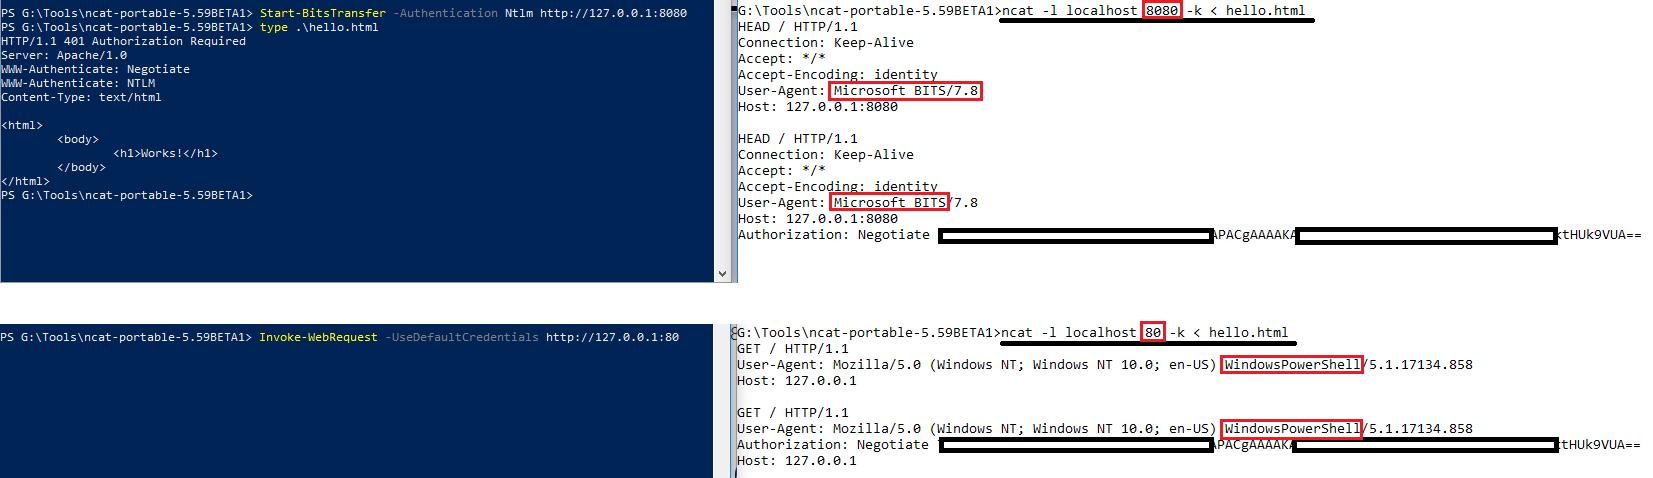 PS G:\Tools\ncat-portable-5.59BETA1> Start-BitsTransfer -Authentication Ntlm http://127.0.0.1:8080
PS G:\Tools\ncat-portable-5.59BETA1> type .\hello.html
HTTP/1.1 401 Authorization Required
Server: Apache/1.0
WWW-Authenticate: Negotiate
WWW-Authenticate: NTLM
Content-Type: text/html
<html>
<body>
<h1>Works!</h1>
</body>
</html>
PS G:\Tools\ncat-portable-5.59BETA1>
G:\Tools\ncat-portable-5.59BETA1>ncat -l localhost 8080 -k < hello.html
HEAD / HTTP/1.1
Connection: Keep-Alive
Accept: */*
Accept-Encoding: identity
User-Agent: Microsoft BITS/7.8
Host: 127.0.0.1:8080
HEAD / HTTP/1.1
Connection: Keep-Alive
Accept: */*
Accept-Encoding: identity
User-Agent: Microsoft BITS/7.8
Host: 127.0.0.1:8080
Authorization: Negotiate APACgAAAAKA ktHUk9VUA==
PS G:\Tools\ncat-portable-5.59BETA1> Invoke-WebRequest -UseDefaultCredentials http://127.0.0.1:80
G:\Tools\ncat-portable-5.59BETA1>ncat -l localhost 80 -k < hello.html
GET / HTTP/1.1
User-Agent: Mozilla/5.0 (Windows NT; Windows NT 10.0; en-US) WindowsPowerShell/5.1.17134.858
Host: 127.0.0.1
GET / HTTP/1.1
User-Agent: Mozilla/5.0 (Windows NT; Windows NT 10.0; en-US) WindowsPowerShell/5.1.17134.858
Authorization: Negotiate APACgAAAAKA ktHUk9VUA==
Host: 127.0.0.1